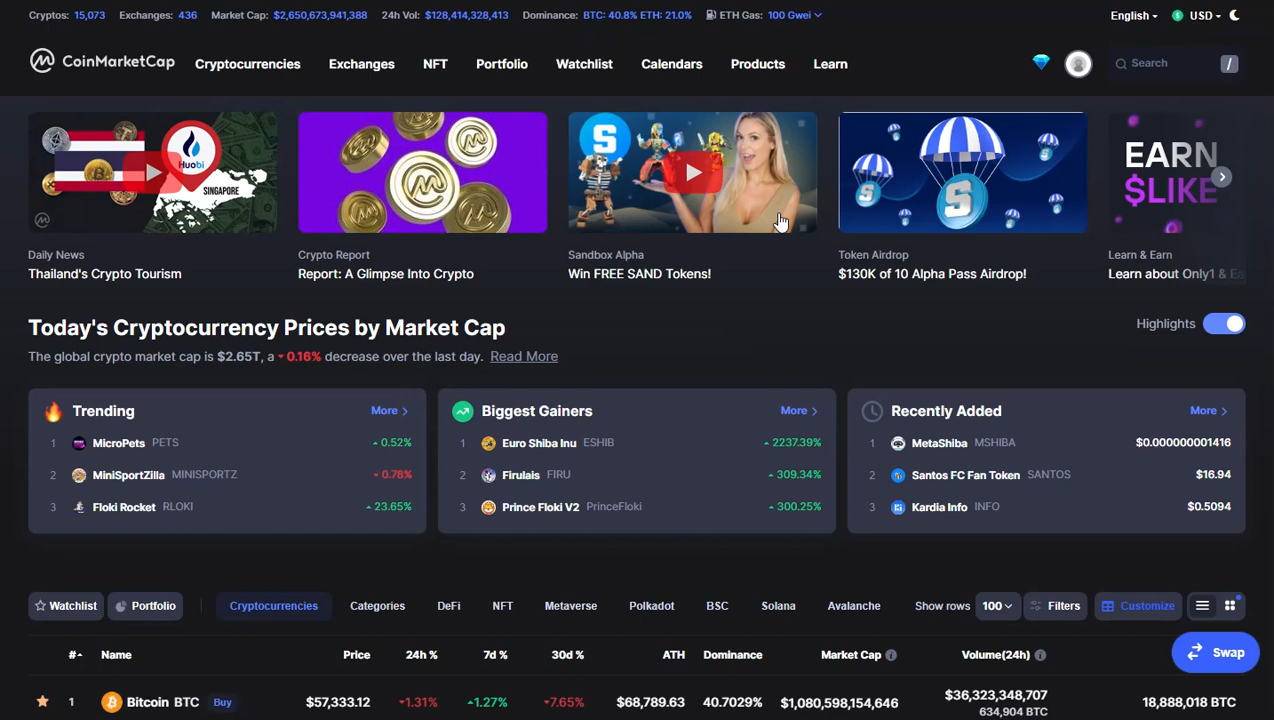 Cryptos: 15,073 Exchanges: 436 Market Cap: $2,650,673,941,388 24h Vol: $128,414,328,413 Dominance: BTC: 40.8% ETH: 21.0% ETH Gas: 100 Gwei English USD
CoinMarketCap Cryptocurrencies Exchanges NFT Portfolio Watchlist Calendars Products Learn Search /
Huobi
SINGAPORE
EARN
$LIKE
Daily News
Thailand's Crypto Tourism
Crypto Report
Report: A Glimpse Into Crypto
Sandbox Alpha
Win FREE SAND Tokens!
Token Airdrop
$130K of 10 Alpha Pass Airdrop!
Learn & Earn
Learn about Only1 & Ea
Today's Cryptocurrency Prices by Market Cap
Highlights
The global crypto market cap is $2.65T, a 0.16% decrease over the last day. Read More
Trending More
1 MicroPets PETS 0.52%
2 MiniSportZilla MINISPORTZ 0.78%
3 Floki Rocket RLOKI 23.65%
Biggest Gainers More
1 Euro Shiba Inu ESHIB 2237.39%
2 Firulais FIRU 309.34%
3 Prince Floki V2 PrinceFloki 300.25%
Recently Added More
1 MetaShiba MSHIBA $0.000000001416
2 Santos FC Fan Token SANTOS $16.94
3 Kardia Info INFO $0.5094
Watchlist Portfolio Cryptocurrencies Categories DeFi NFT Metaverse Polkadot BSC Solana Avalanche Show rows 100 Filters Customize
# Name Price 24h % 7d % 30d % ATH Dominance Market Cap Volume(24h)
Swap
1 Bitcoin BTC Buy $57,333.12 1.31% 1.27% 7.65% $68,789.63 40.7029% $1,080,598,154,646 $36,323,348,707 18,888,018 BTC
634,904 BTC